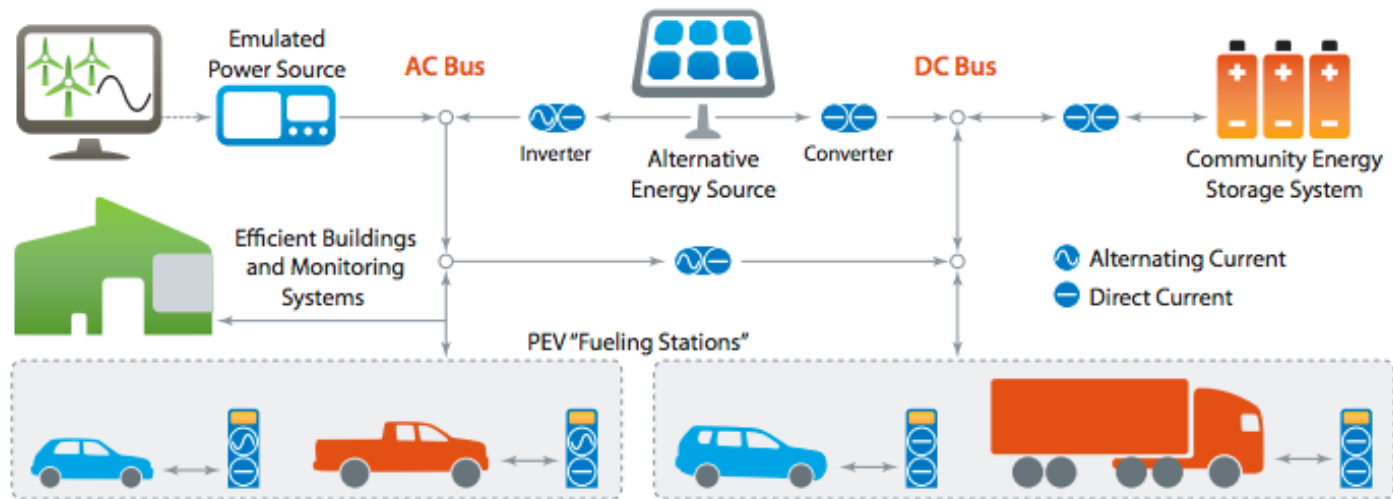 Emulated
Power Source
AC Bus
DC Bus
Inverter
Alternative
Energy Source
Converter
Community Energy
Storage System
Efficient Buildings
and Monitoring
Systems
Alternating Current
Direct Current
PEV "Fueling Stations"